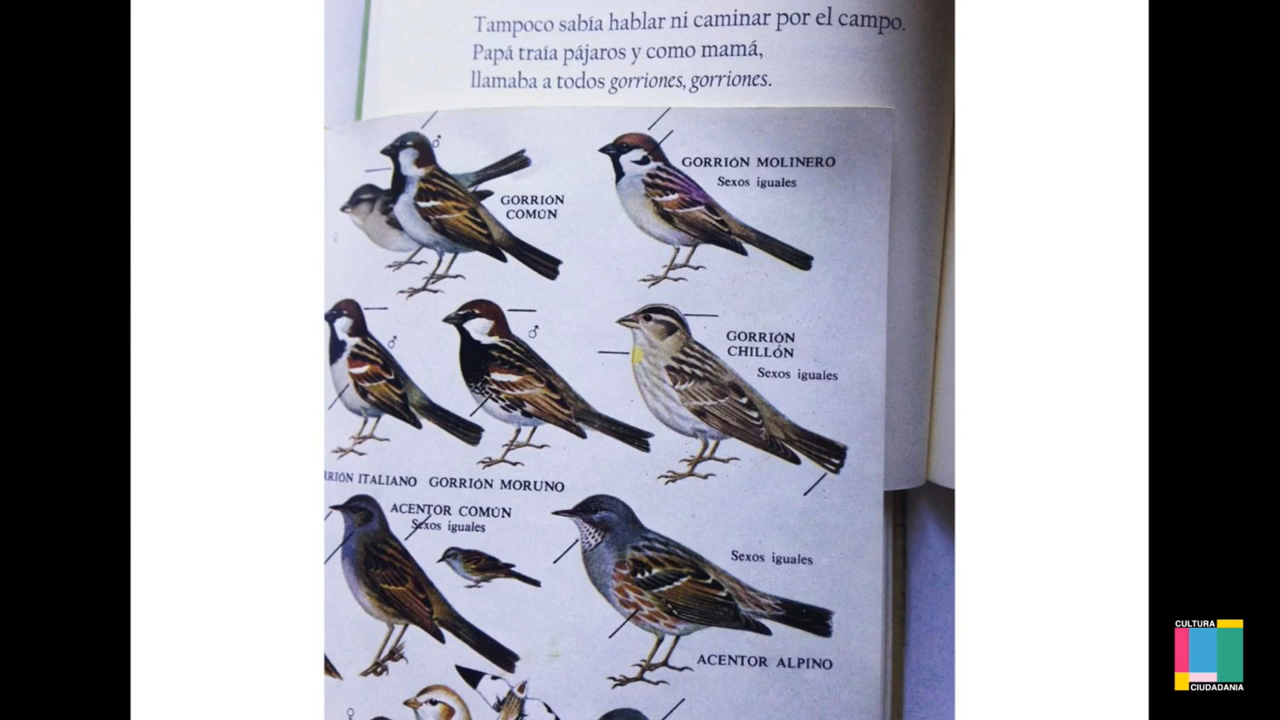 Tampoco sabía hablar ni caminar por el campo.
Papá traía pájaros y como mamá,
llamaba a todos gorriones, gorriones.
♂
GORRIÓN
COMÚN
♀
GORRIÓN MOLINERO
Sexos iguales
♂
♂
GORRIÓN
CHILLÓN
Sexos iguales
RRIÓN ITALIANO
GORRIÓN MORUNO
ACENTOR COMÚN
Sexos iguales
Sexos iguales
ACENTOR ALPINO
♀
CULTURA
CIUDADANIA